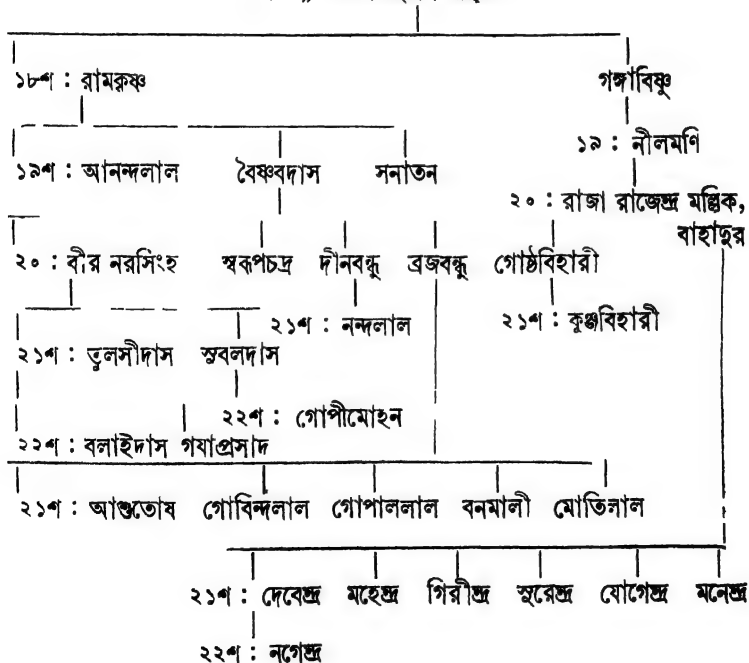 ১৮শ : রামকৃষ্ণ গঙ্গাবিষ্ণু
১৯ : নীলমণি
১৯শ : আনন্দলাল বৈষ্ণবদাস সনাতন
২০ : রাজা রাজেন্দ্র মল্লিক,
বাহাদুর
২০ : বীর নরসিংহ স্বরূপচন্দ্র দীনবন্ধু ব্রজবন্ধু গোষ্ঠবিহারী
২১শ : নন্দলাল ২১শ : কুঞ্জবিহারী
২১শ : তুলসীদাস সুবলদাস
২২শ : গোপীমোহন
২২শ : বলাইদাস গয়াপ্রসাদ
২১শ : আশুতোষ গোবিন্দলাল গোপাললাল বনমালী মোতিলাল
২১শ : দেবেন্দ্র মহেন্দ্র গিরীন্দ্র সুরেন্দ্র যোগেন্দ্র মনেন্দ্র
২২শ : নগেন্দ্র